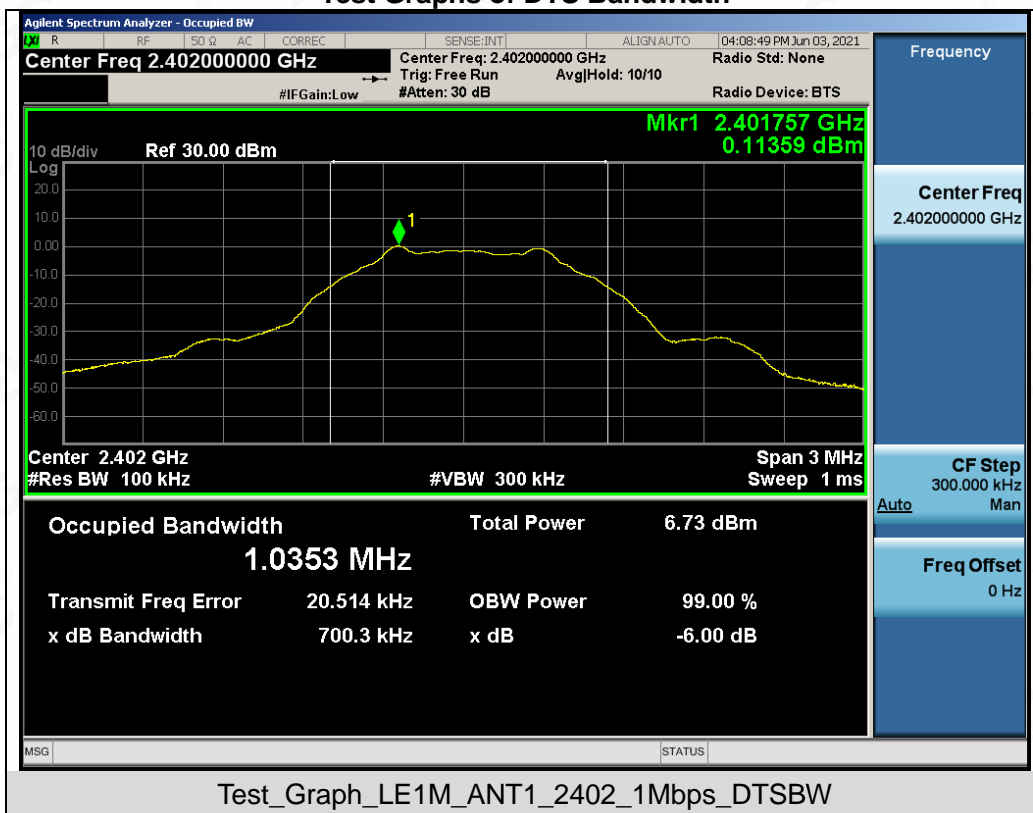 Test Graphs of DTS Bandwidth
Agilent Spectrum Analyzer - Occupied BW
LXI R RF 50 Ω AC CORREC SENSE:INT ALIGN AUTO 04:08:49 PM Jun 03, 2021
Center Freq 2.402000000 GHz
Center Freq: 2.402000000 GHz
Radio Std: None
Trig: Free Run Avg|Hold: 10/10
#IFGain:Low
#Atten: 30 dB
Radio Device: BTS
Mkr1 2.401757 GHz
0.11359 dBm
10 dB/div Ref 30.00 dBm
Log
20.0
10.0
0.00
-10.0
-20.0
-30.0
-40.0
-50.0
-60.0
1
Center 2.402 GHz Span 3 MHz
#Res BW 100 kHz #VBW 300 kHz Sweep 1 ms
Occupied Bandwidth Total Power 6.73 dBm
1.0353 MHz
Transmit Freq Error 20.514 kHz OBW Power 99.00 %
x dB Bandwidth 700.3 kHz x dB -6.00 dB
MSG STATUS
Frequency
Center Freq
2.402000000 GHz
CF Step
300.000 kHz
Auto Man
Freq Offset
0 Hz
Test_Graph_LE1M_ANT1_2402_1Mbps_DTSBW